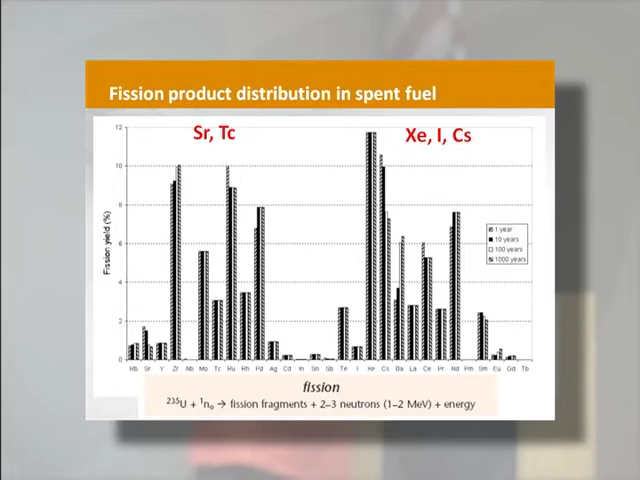 Fission product distribution in spent fuel
Sr, Tc
Xe, I, Cs
Fission yield (%)
12
10
8
6
4
2
0
1 year
10 years
100 years
1000 years
Rb Sr Y Zr Nb Mo Tc Ru Rh Pd Ag Cd In Sn Sb Te I Xe Cs Ba La Ce Pr Nd Pm Sm Eu Gd Tb
fission
²³⁵U + ¹nₒ → fission fragments + 2–3 neutrons (1–2 MeV) + energy